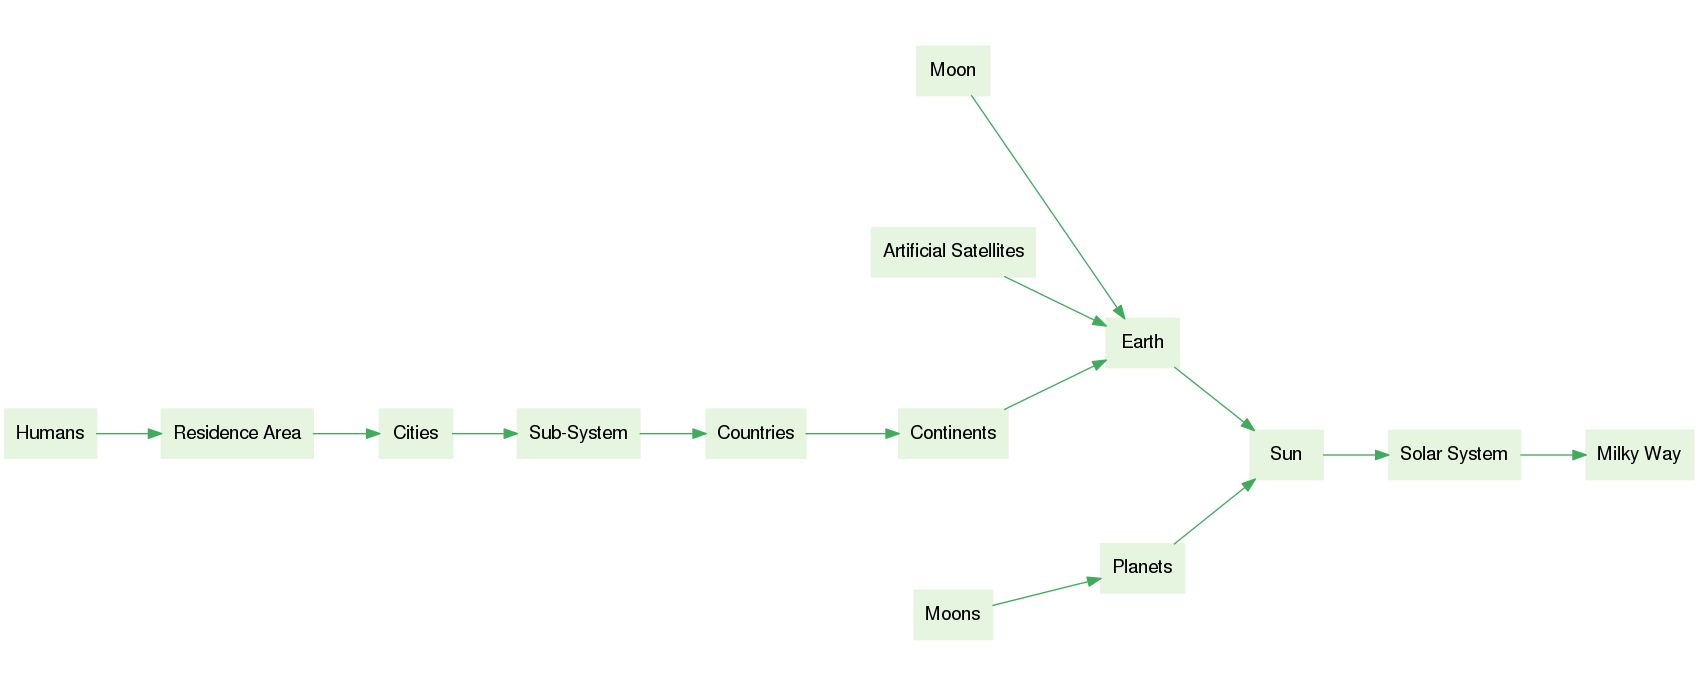 Moon
Artificial Satellites
Earth
Humans
Residence Area
Cities
Sub-System
Countries
Continents
Sun
Solar System
Milky Way
Planets
Moons